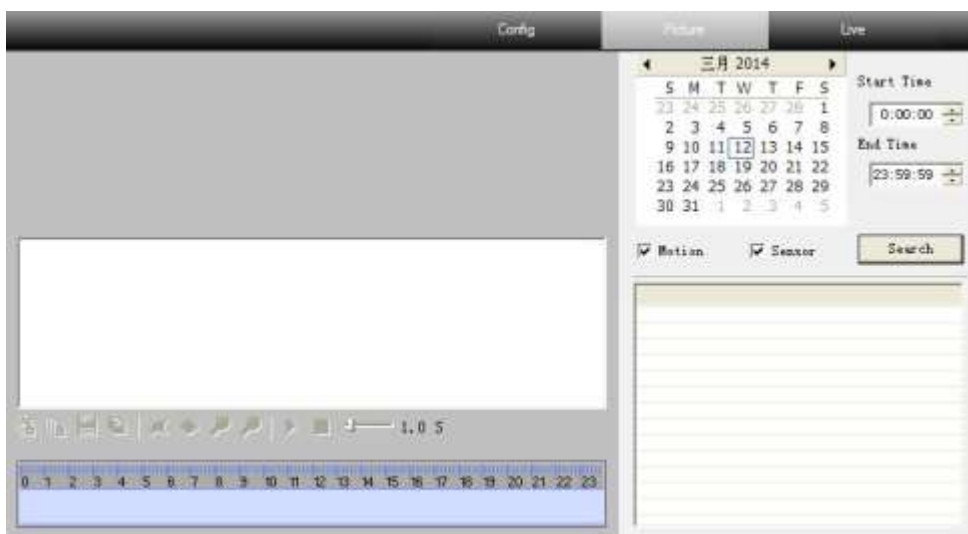 Config Picture Live
三月 2014
S M T W T F S
23 24 25 26 27 28 1
2 3 4 5 6 7 8
9 10 11 12 13 14 15
16 17 18 19 20 21 22
23 24 25 26 27 28 29
30 31 1 2 3 4 5
Start Time
0:00:00
End Time
23:59:59
Motion Sensor Search
1.0 S
0 1 2 3 4 5 6 7 8 9 10 11 12 13 14 15 16 17 18 19 20 21 22 23